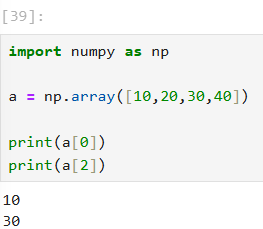 [39]:
import numpy as np
a = np.array([10,20,30,40])
print(a[0])
print(a[2])
10
30